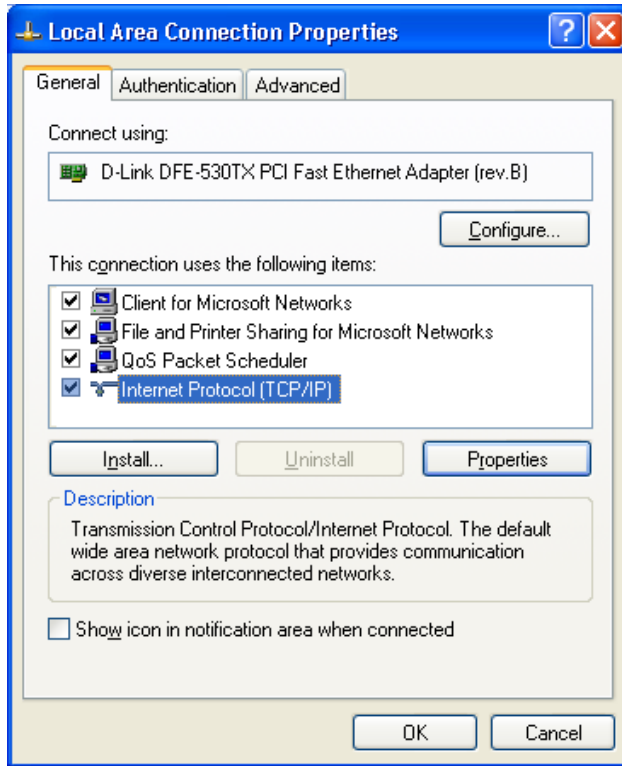 Local Area Connection Properties
General Authentication Advanced
Connect using:
D-Link DFE-530TX PCI Fast Ethernet Adapter (rev.B)
Configure...
This connection uses the following items:
Client for Microsoft Networks
File and Printer Sharing for Microsoft Networks
QoS Packet Scheduler
Internet Protocol (TCP/IP)
Install... Uninstall Properties
Description
Transmission Control Protocol/Internet Protocol. The default
wide area network protocol that provides communication
across diverse interconnected networks.
Show icon in notification area when connected
OK Cancel